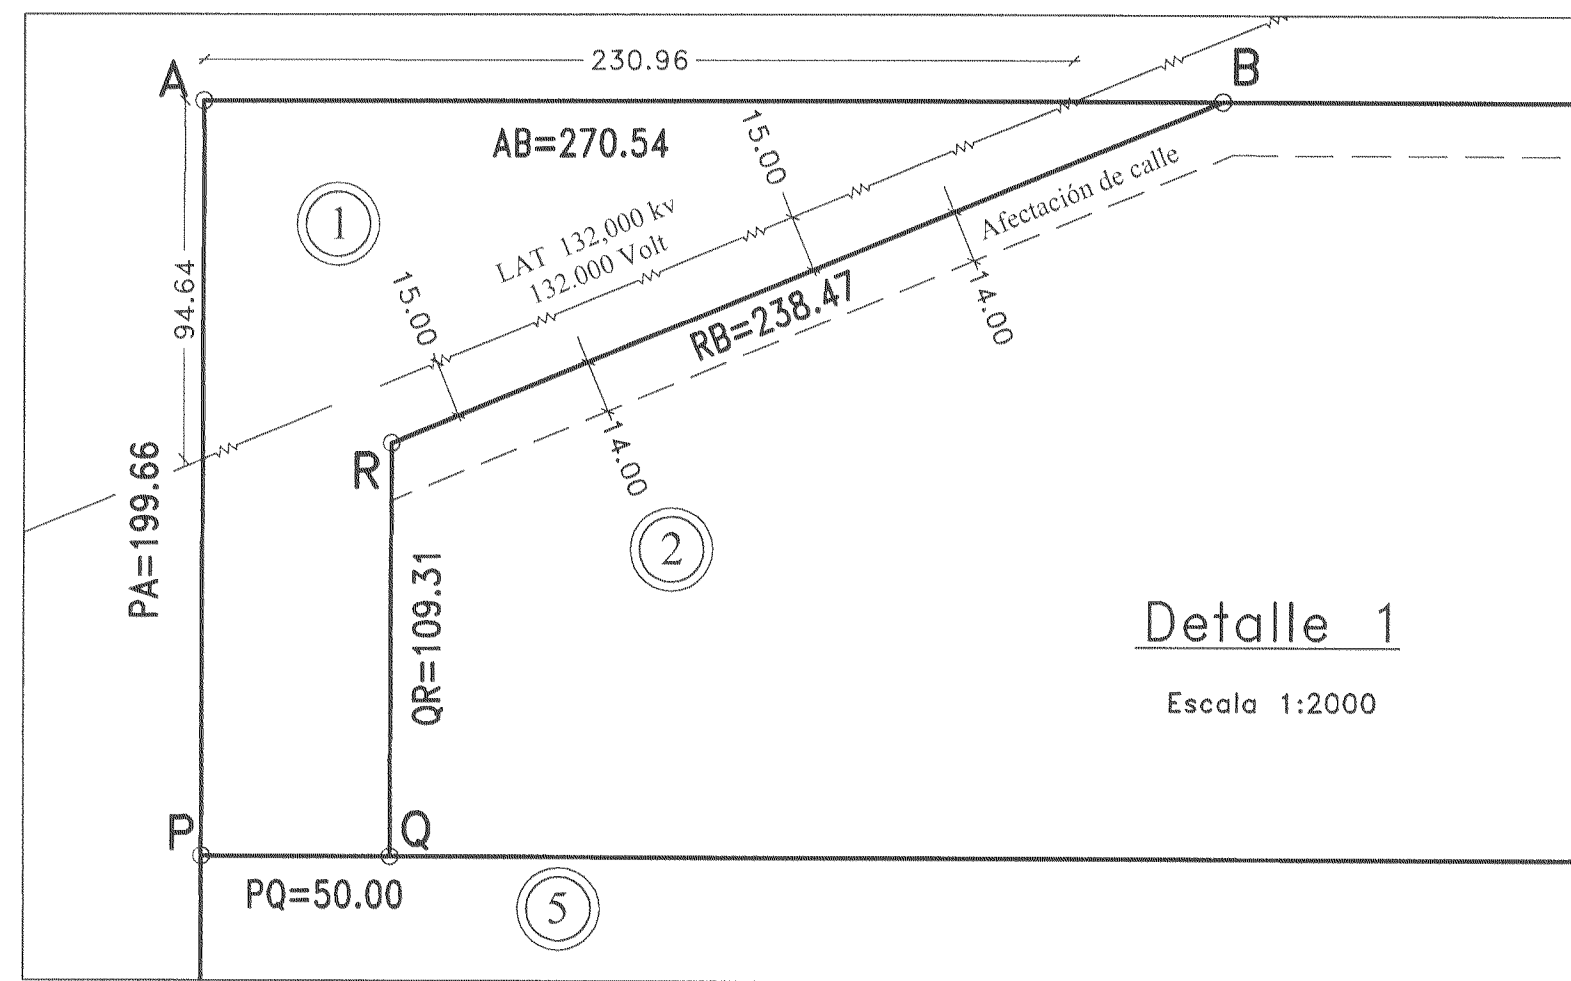 230.96
A
B
AB=270.54
15.00
Afectación de calle
1
LAT 132,000 kv
132.000 Volt
94.64
15.00
RB=238.47
14.00
R
14.00
PA=199.66
2
QR=109.31
Detalle 1
Escala 1:2000
P
Q
PQ=50.00
5